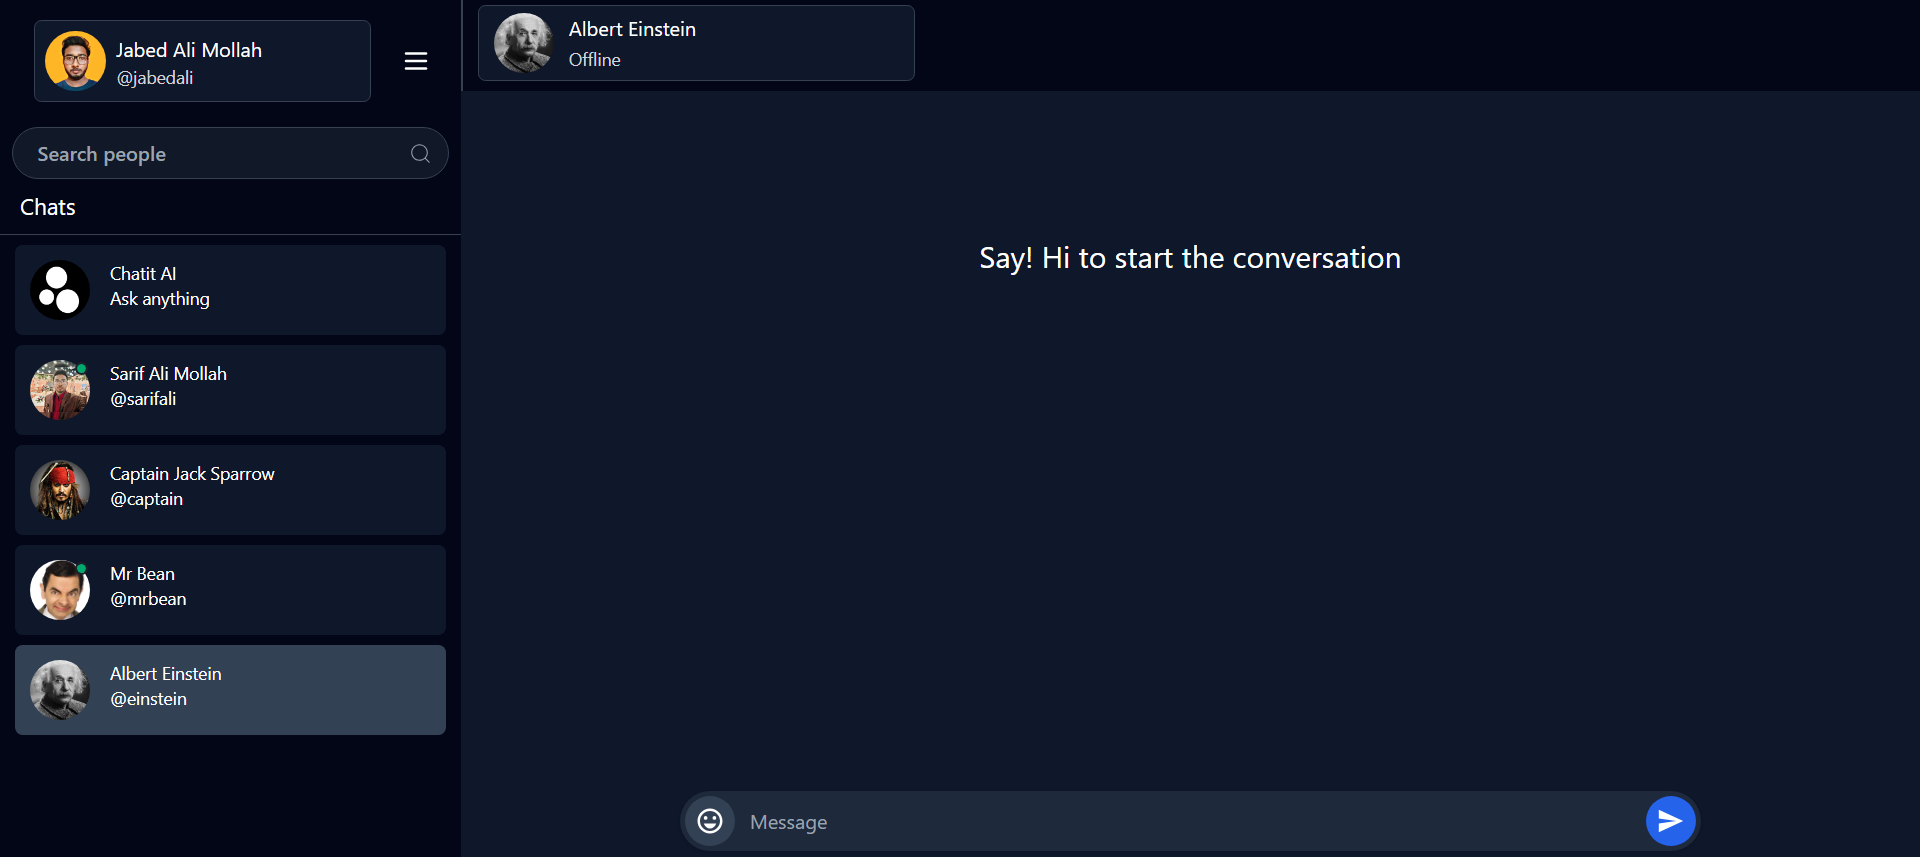 Jabed Ali Mollah
@jabedali
Search people
Chats
Chatit AI
Ask anything
Sarif Ali Mollah
@sarifali
Captain Jack Sparrow
@captain
Mr Bean
@mrbean
Albert Einstein
@einstein
Albert Einstein
Offline
Say! Hi to start the conversation
Message